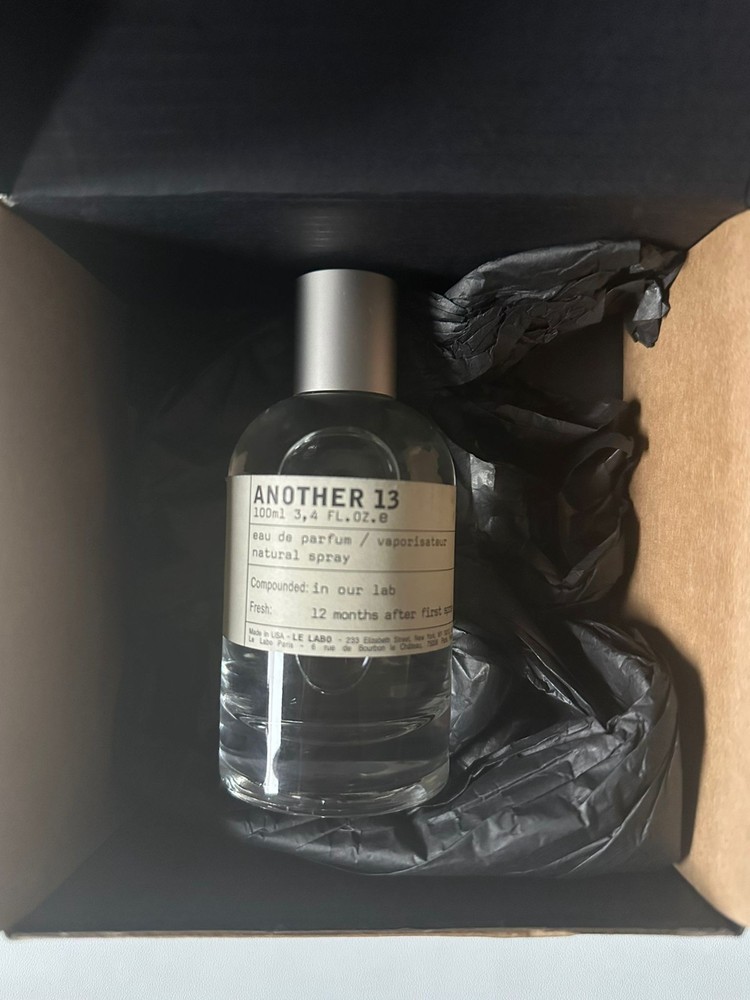 ANOTHER 13
100ml 3,4 FL.OZ.e
eau de parfum / vaporisateur
natural spray
Compounded: in our lab
Fresh: 12 months after first
Made in USA - LE LABO - 233 Elizabeth Street, New York, NY
Le Labo Paris - 6 rue de Bourbon le Château, 75006